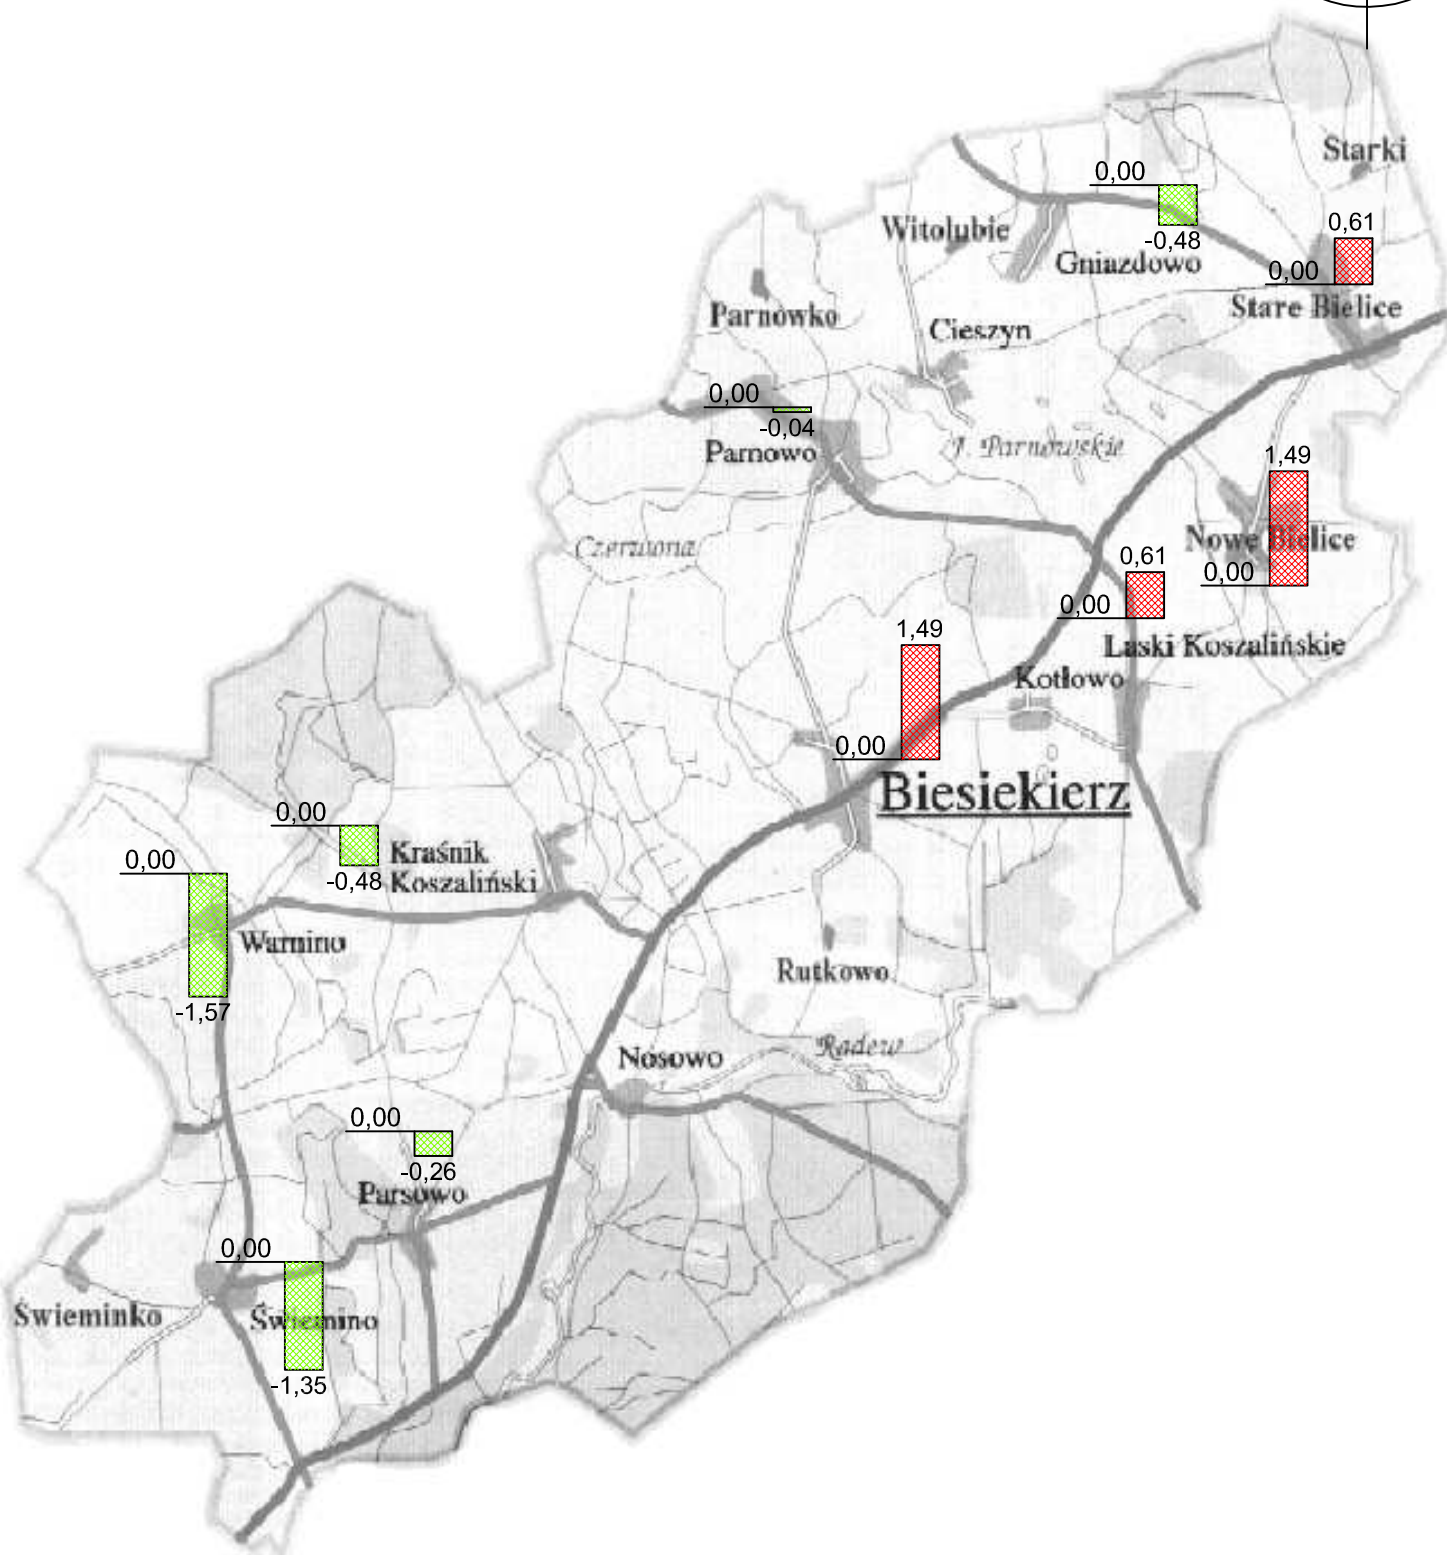 Starki
0,00
-0,48
Witolubie
Gniazdowo
0,61
0,00
Stare Bielice
Parnowko
Cieszyn
0,00
-0,04
Parnowo
J. Parnowskie
1,49
Nowe Bielice
0,00
Czerwona
0,61
0,00
Laski Koszalińskie
1,49
Kotłowo
0,00
Biesiekierz
0,00
-0,48
Kraśnik
Koszaliński
0,00
Warnino
-1,57
Rutkowo
Radew
Nosowo
0,00
-0,26
Parsowo
0,00
Świeminko
Świemino
-1,35